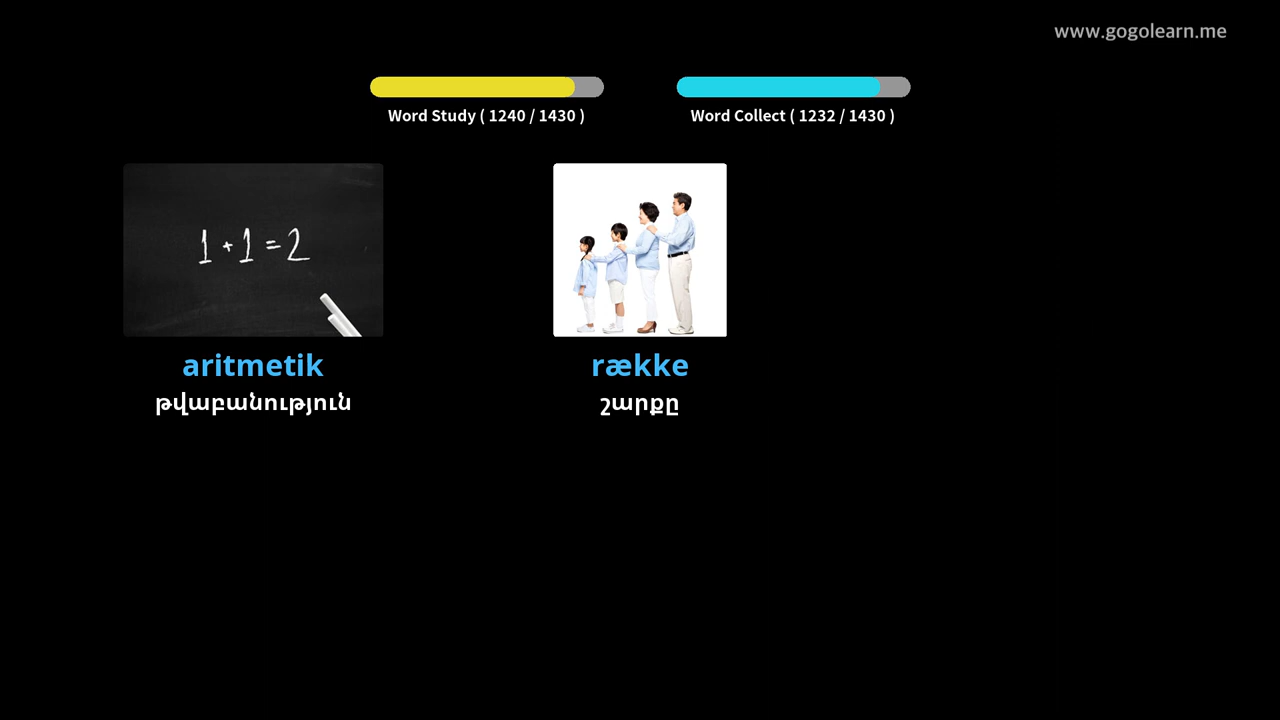 www.gogolearn.me
Word Study ( 1240 / 1430 )
Word Collect ( 1232 / 1430 )
1 + 1 = 2
aritmetik
թվաբանություն
række
շարքը